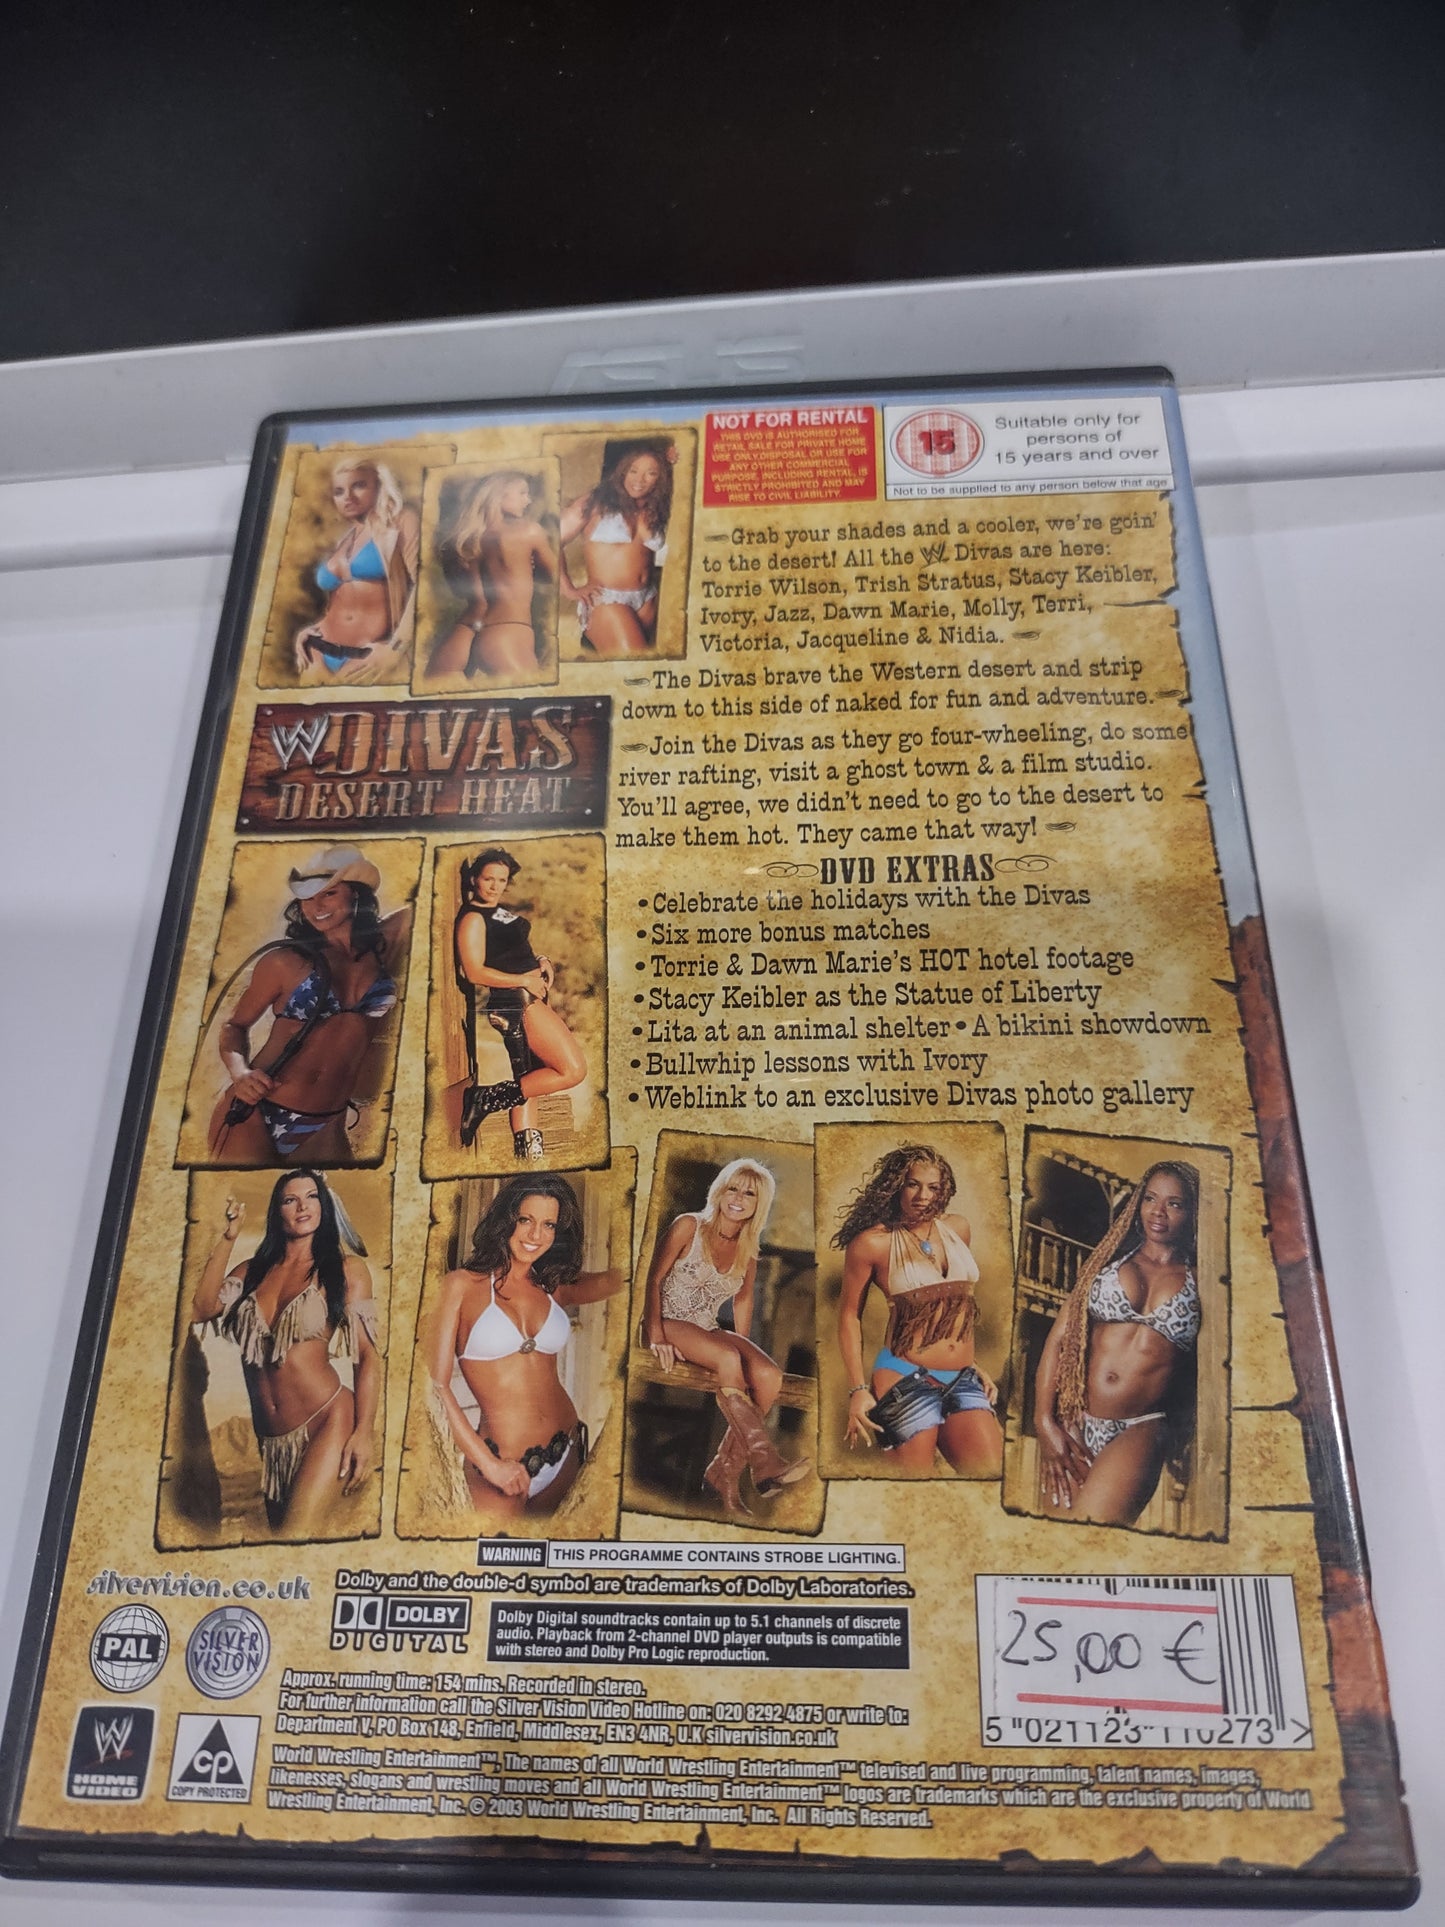 ASUS
NOT FOR RENTAL
THIS DVD IS AUTHORISED FOR
RETAIL SALE FOR PRIVATE HOME
USE ONLY. DISPOSAL OR USE FOR
ANY OTHER COMMERCIAL
PURPOSE, INCLUDING RENTAL, IS
STRICTLY PROHIBITED AND MAY
RISE TO CIVIL LIABILITY.
15
Suitable only for
persons of
15 years and over
Not to be supplied to any person below that age
Grab your shades and a cooler, we're goin'
to the desert! All the W Divas are here:
Torrie Wilson, Trish Stratus, Stacy Keibler,
Ivory, Jazz, Dawn Marie, Molly, Terri,
Victoria, Jacqueline & Nidia.
The Divas brave the Western desert and strip
down to this side of naked for fun and adventure.
Join the Divas as they go four-wheeling, do some
river rafting, visit a ghost town & a film studio.
You'll agree, we didn't need to go to the desert to
make them hot. They came that way!
W DIVAS
DESERT HEAT
DVD EXTRAS
•Celebrate the holidays with the Divas
•Six more bonus matches
•Torrie & Dawn Marie's HOT hotel footage
•Stacy Keibler as the Statue of Liberty
•Lita at an animal shelter•A bikini showdown
•Bullwhip lessons with Ivory
•Weblink to an exclusive Divas photo gallery
WARNING THIS PROGRAMME CONTAINS STROBE LIGHTING.
silvervision.co.uk
Dolby and the double-d symbol are trademarks of Dolby Laboratories.
PAL
SILVER
VISION
DOLBY
DIGITAL
Dolby Digital soundtracks contain up to 5.1 channels of discrete
audio. Playback from 2-channel DVD player outputs is compatible
with stereo and Dolby Pro Logic reproduction.
Approx. running time: 154 mins. Recorded in stereo.
For further information call the Silver Vision Video Hotline on: 020 8292 4875 or write to:
Department V, PO Box 148, Enfield, Middlesex, EN3 4NR, U.K silvervision.co.uk
25,00 €
5 021123 110273 >
W
HOME
VIDEO
CP
COPY PROTECTED
World Wrestling Entertainment™, The names of all World Wrestling Entertainment™ televised and live programming, talent names, images,
likenesses, slogans and wrestling moves and all World Wrestling Entertainment™ logos are trademarks which are the exclusive property of World
Wrestling Entertainment, Inc. © 2003 World Wrestling Entertainment, Inc. All Rights Reserved.